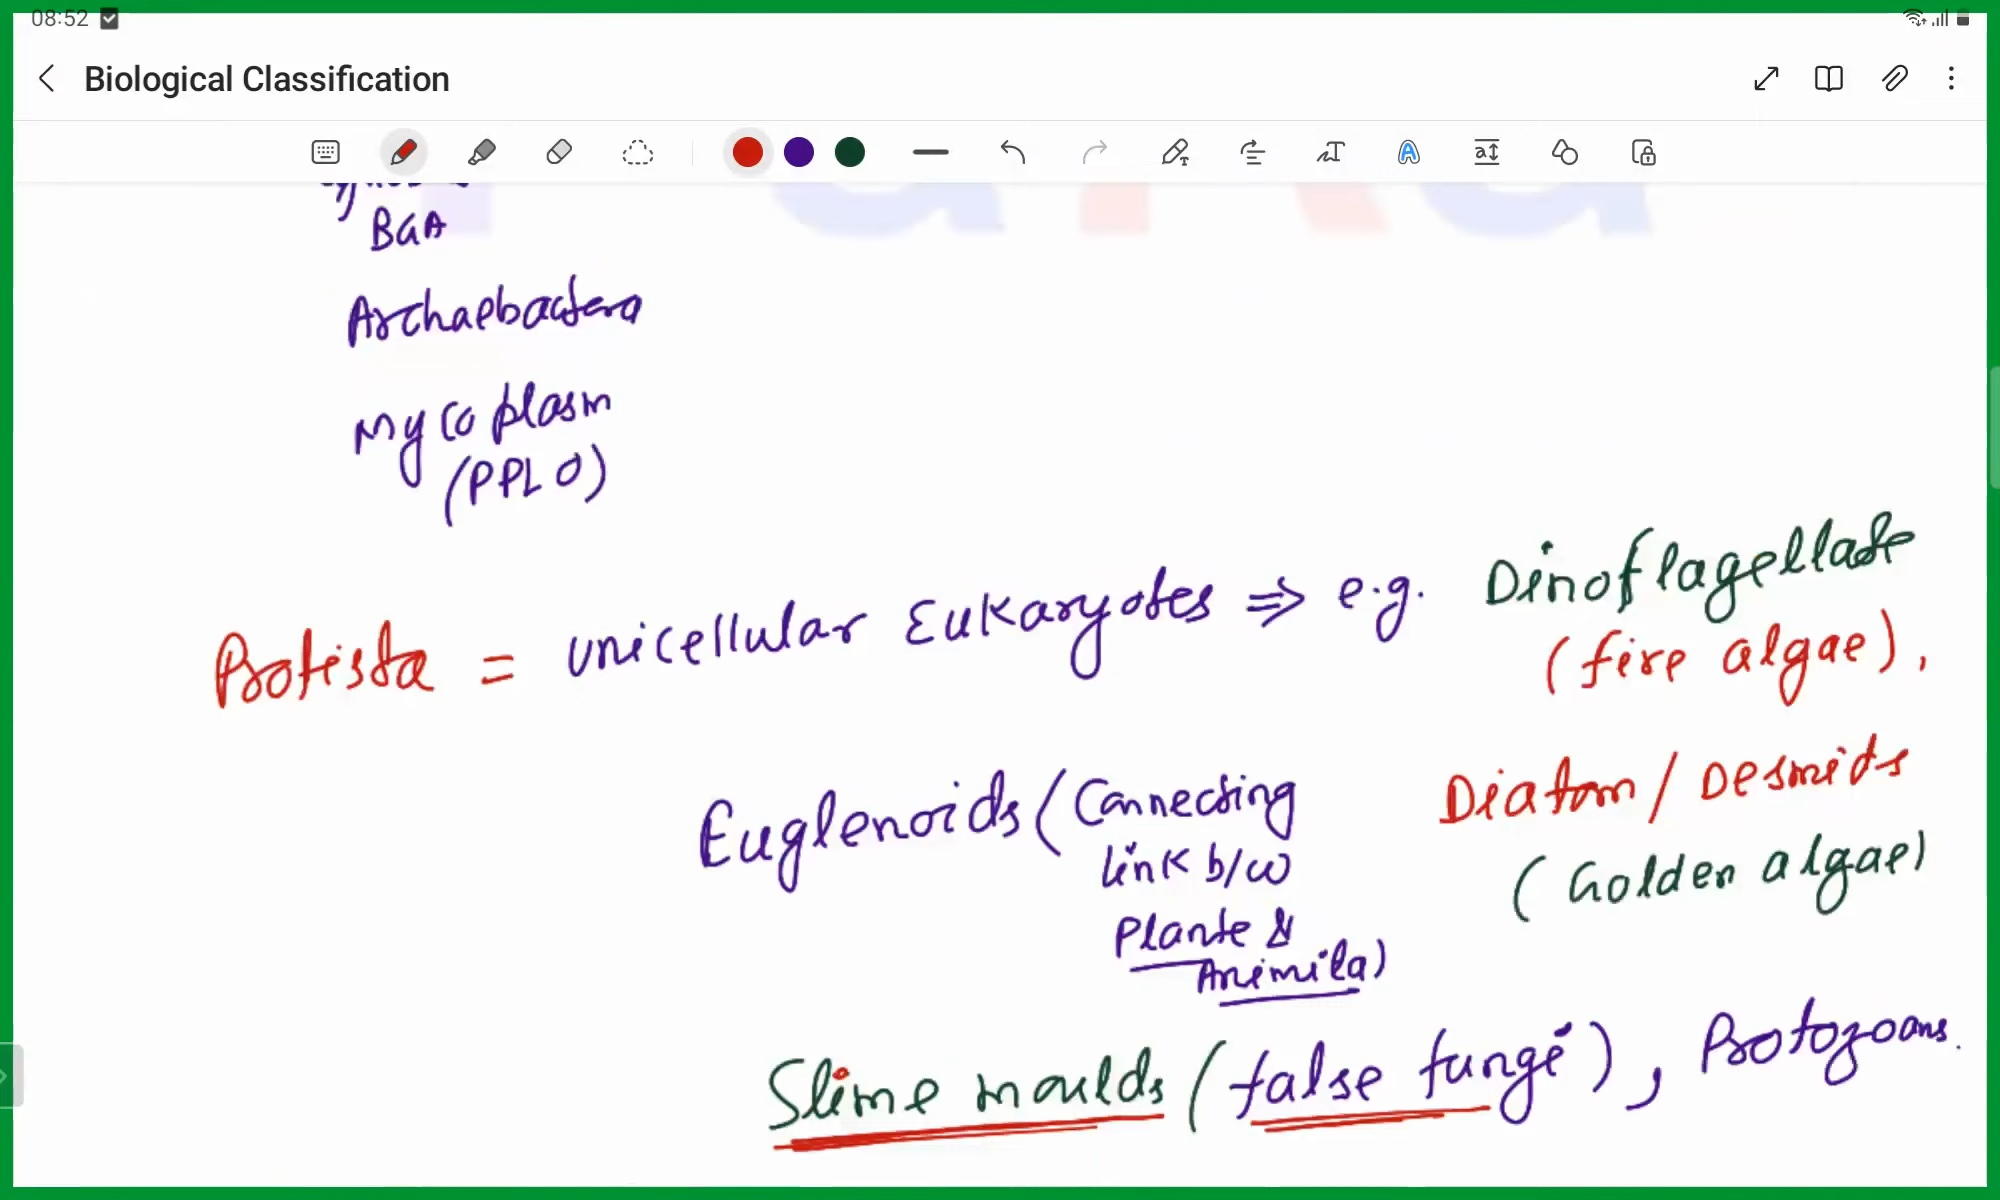 08:52
Biological Classification
BGA
Archaebacteria
Mycoplasm
(PPLO)
Protista = unicellular Eukaryotes ⇒ e.g. Dinoflagellate
(fire algae),
Euglenoids (Connecting
link b/w
Plants &
Animila)
Diatom / Desmids
(Golden algae)
Slime moulds (false fungi), Protozoans.